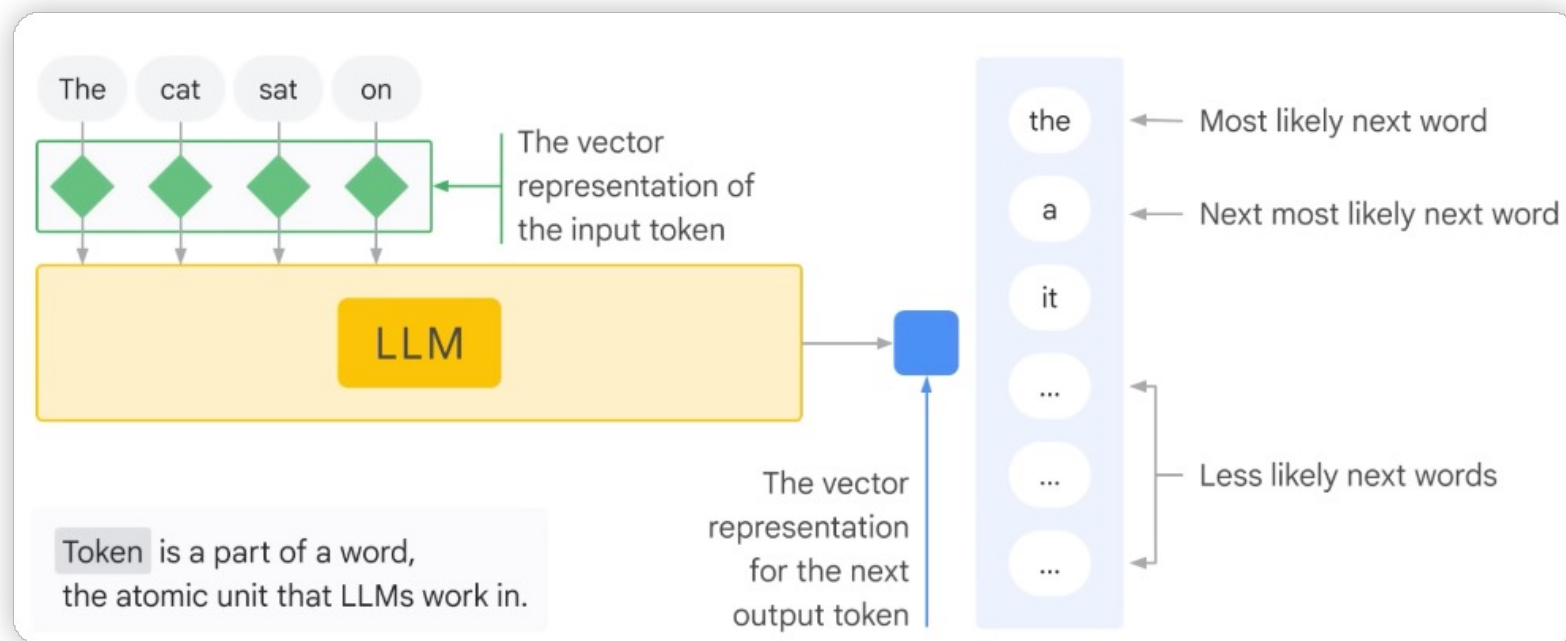 The cat sat on
The vector
representation of
the input token
LLM
The vector
representation
for the next
output token
the
a
it
...
...
...
Most likely next word
Next most likely next word
Less likely next words
Token is a part of a word,
the atomic unit that LLMs work in.